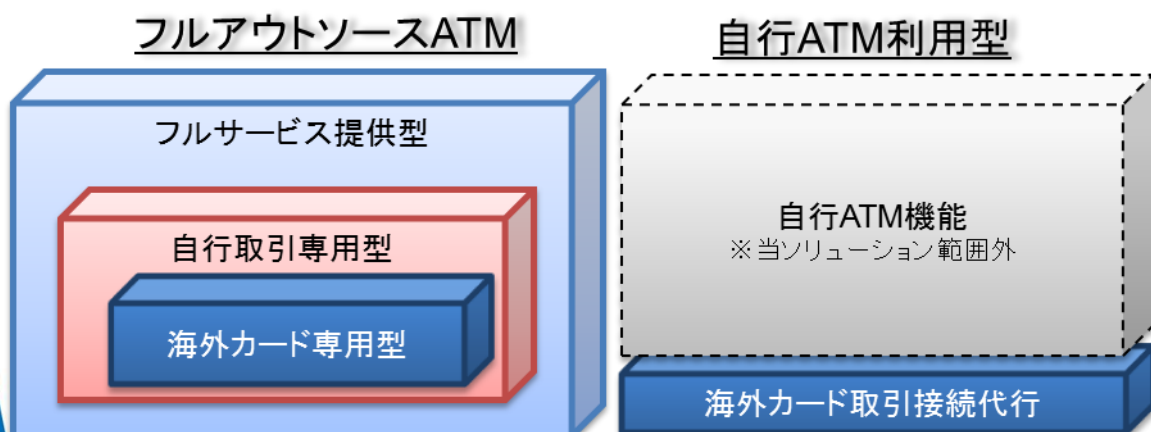 フルアウトソースATM
フルサービス提供型
自行取引専用型
海外カード専用型
自行ATM利用型
自行ATM機能
※当ソリューション範囲外
海外カード取引接続代行